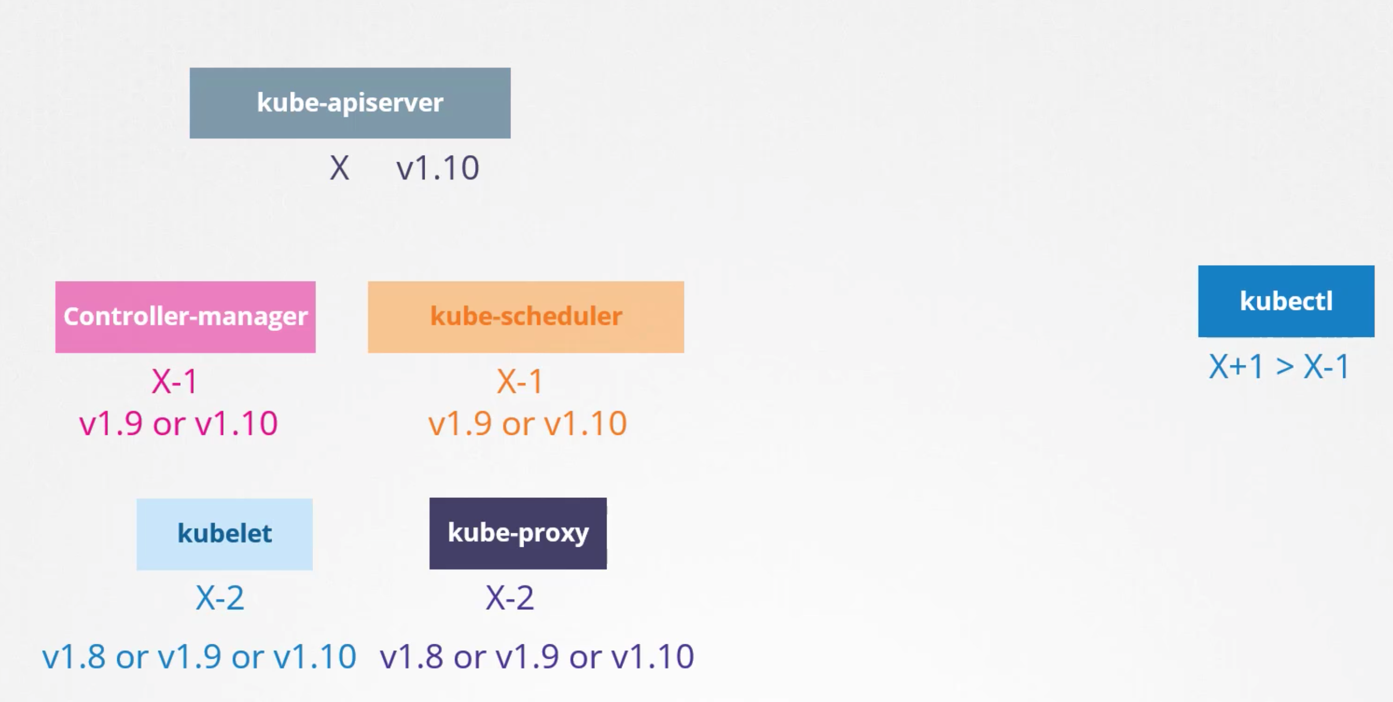 kube-apiserver
X v1.10
Controller-manager
X-1
v1.9 or v1.10
kube-scheduler
X-1
v1.9 or v1.10
kubectl
X+1 > X-1
kubelet
X-2
v1.8 or v1.9 or v1.10
kube-proxy
X-2
v1.8 or v1.9 or v1.10